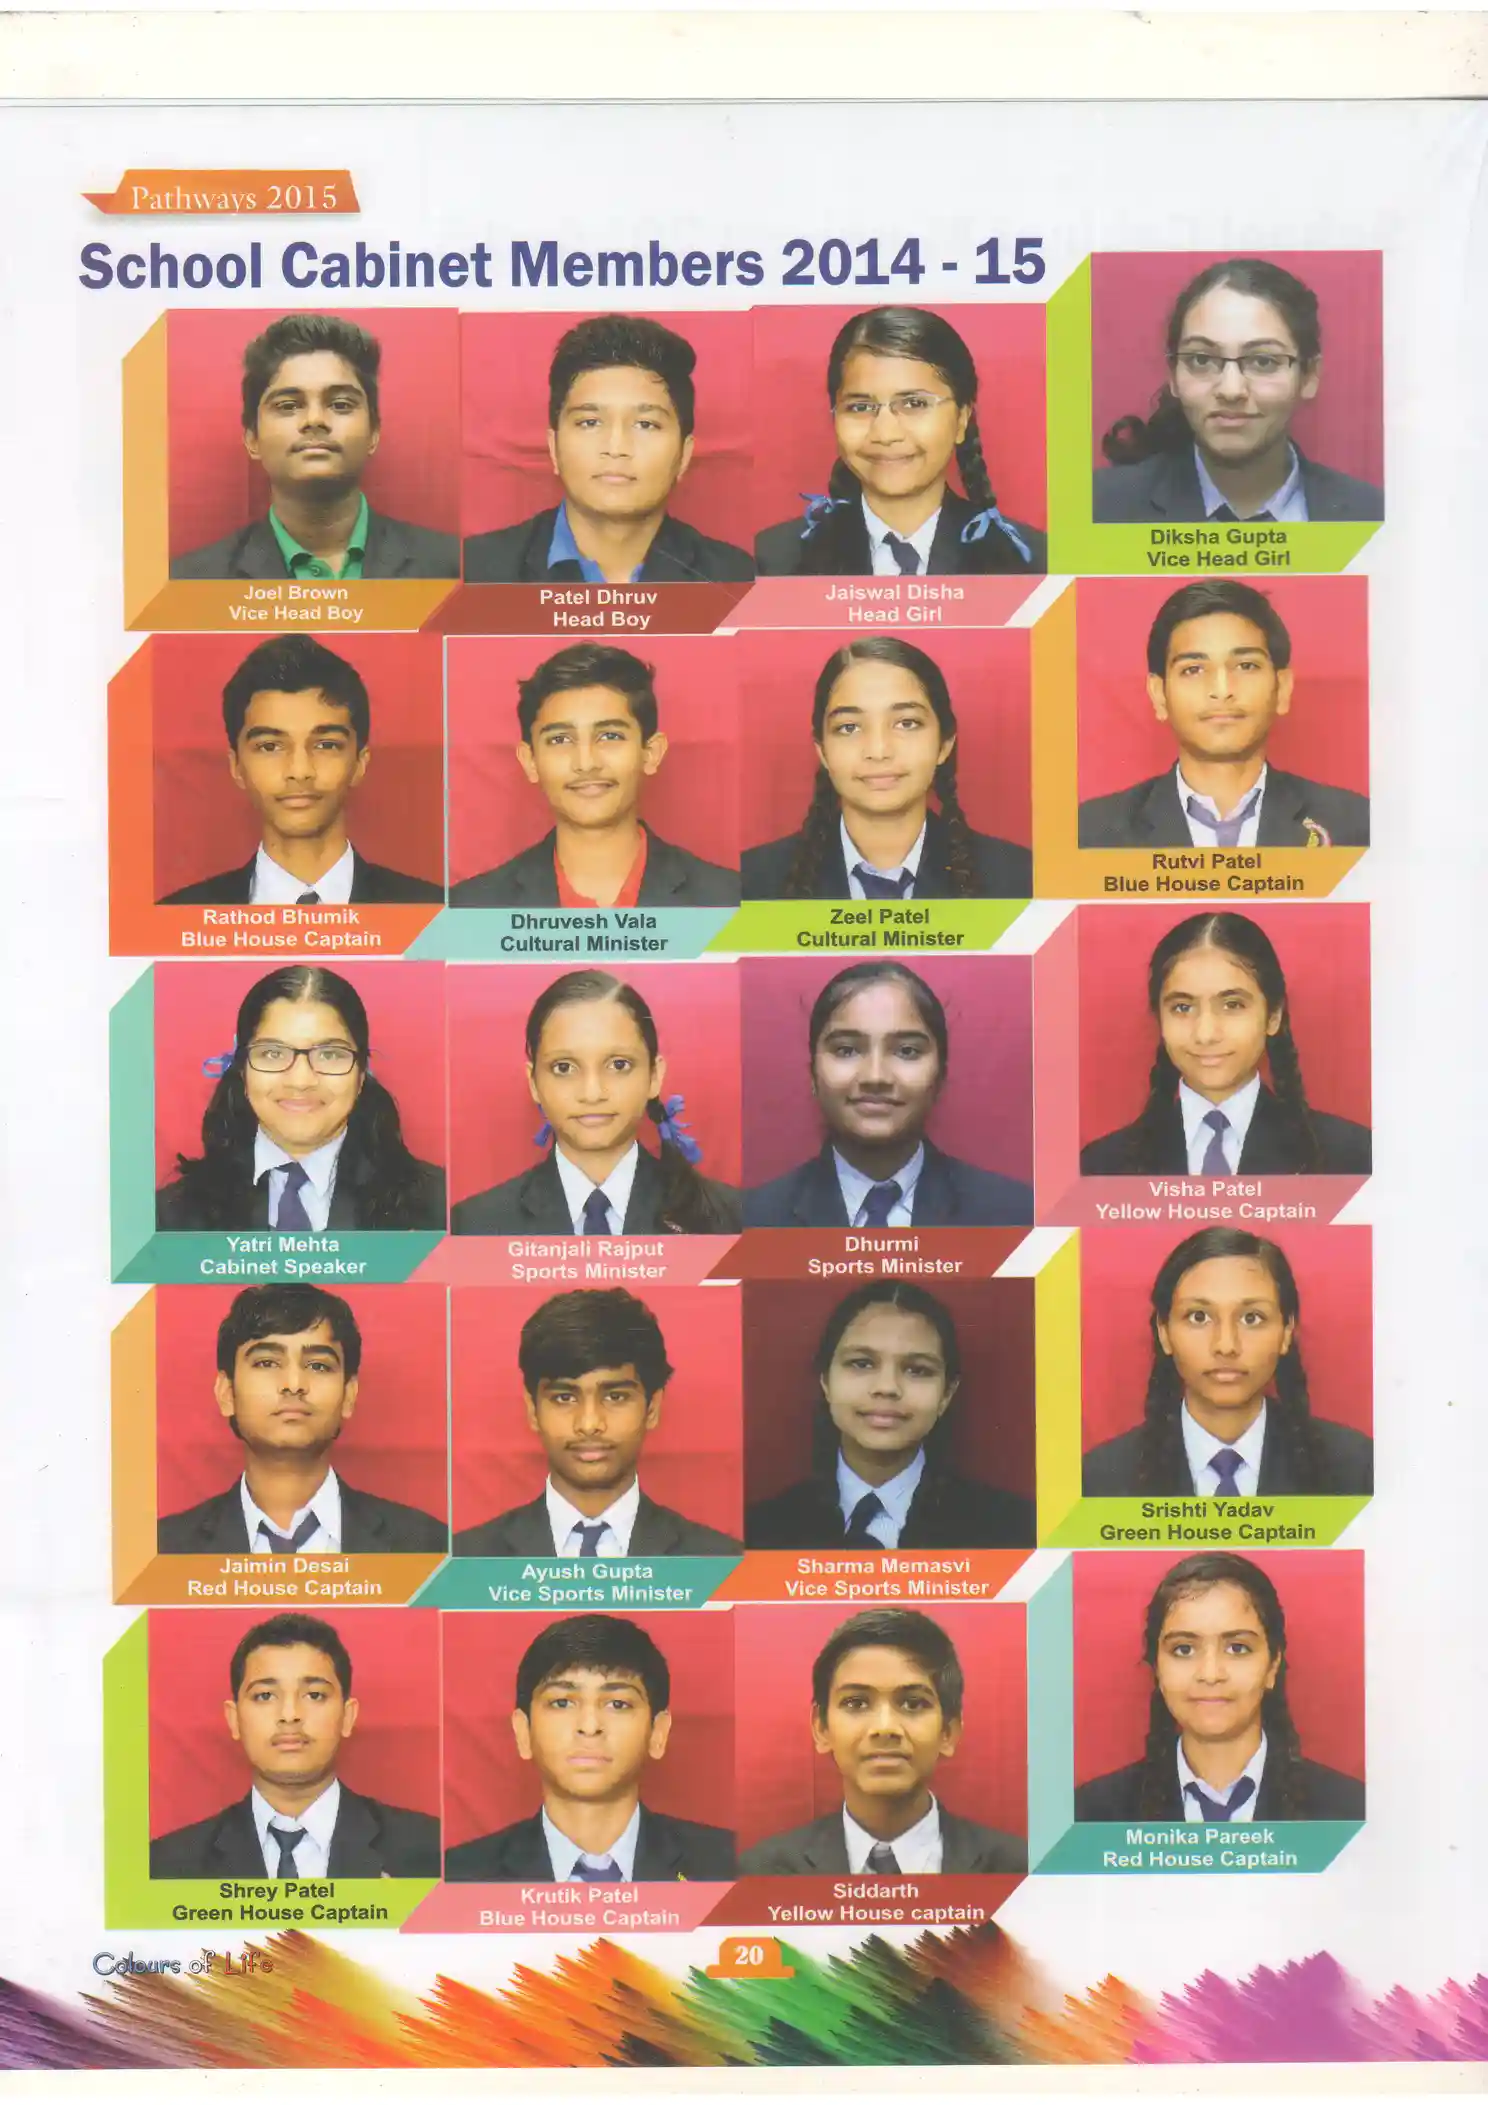 Pathways 2015
School Cabinet Members 2014 - 15
Joel Brown
Vice Head Boy
Patel Dhruv
Head Boy
Jaiswal Disha
Head Girl
Diksha Gupta
Vice Head Girl
Rathod Bhumik
Blue House Captain
Dhruvesh Vala
Cultural Minister
Zeel Patel
Cultural Minister
Rutvi Patel
Blue House Captain
Yatri Mehta
Cabinet Speaker
Gitanjali Rajput
Sports Minister
Dhurmi
Sports Minister
Visha Patel
Yellow House Captain
Jaimin Desai
Red House Captain
Ayush Gupta
Vice Sports Minister
Sharma Memasvi
Vice Sports Minister
Srishti Yadav
Green House Captain
Shrey Patel
Green House Captain
Krutik Patel
Blue House Captain
Siddarth
Yellow House captain
Monika Pareek
Red House Captain
Colours of Life
20